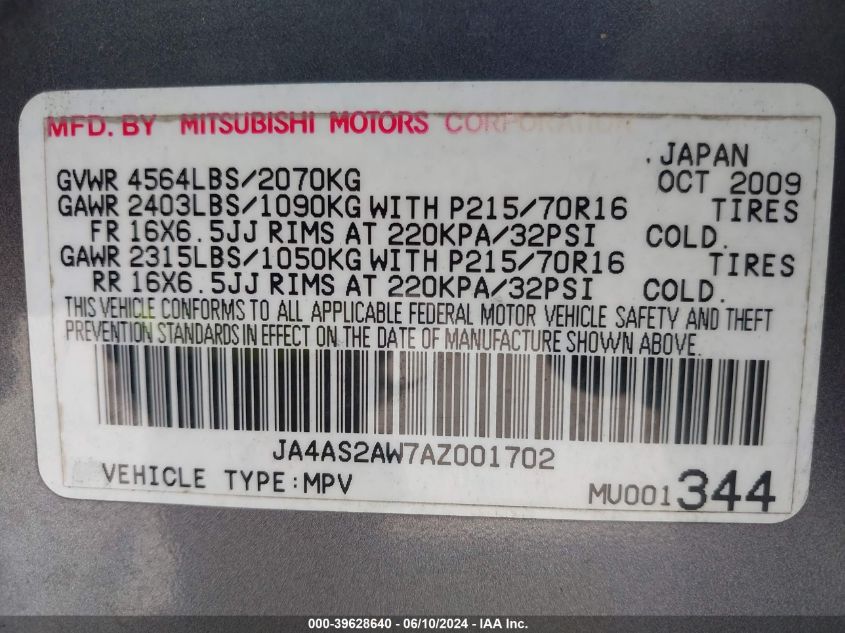 MFD. BY MITSUBISHI MOTORS CORPORATION
. JAPAN
GVWR 4564LBS/2070KG OCT 2009
GAWR 2403LBS/1090KG WITH P215/70R16 TIRES
FR 16X6.5JJ RIMS AT 220KPA/32PSI COLD.
GAWR 2315LBS/1050KG WITH P215/70R16 TIRES
RR 16X6.5JJ RIMS AT 220KPA/32PSI COLD.
THIS VEHICLE CONFORMS TO ALL APPLICABLE FEDERAL MOTOR VEHICLE SAFETY AND THEFT
PREVENTION STANDARDS IN EFFECT ON THE DATE OF MANUFACTURE SHOWN ABOVE.
JA4AS2AW7AZ001702
VEHICLE TYPE:MPV MU001344
000-39628640 - 06/10/2024 - IAA Inc.